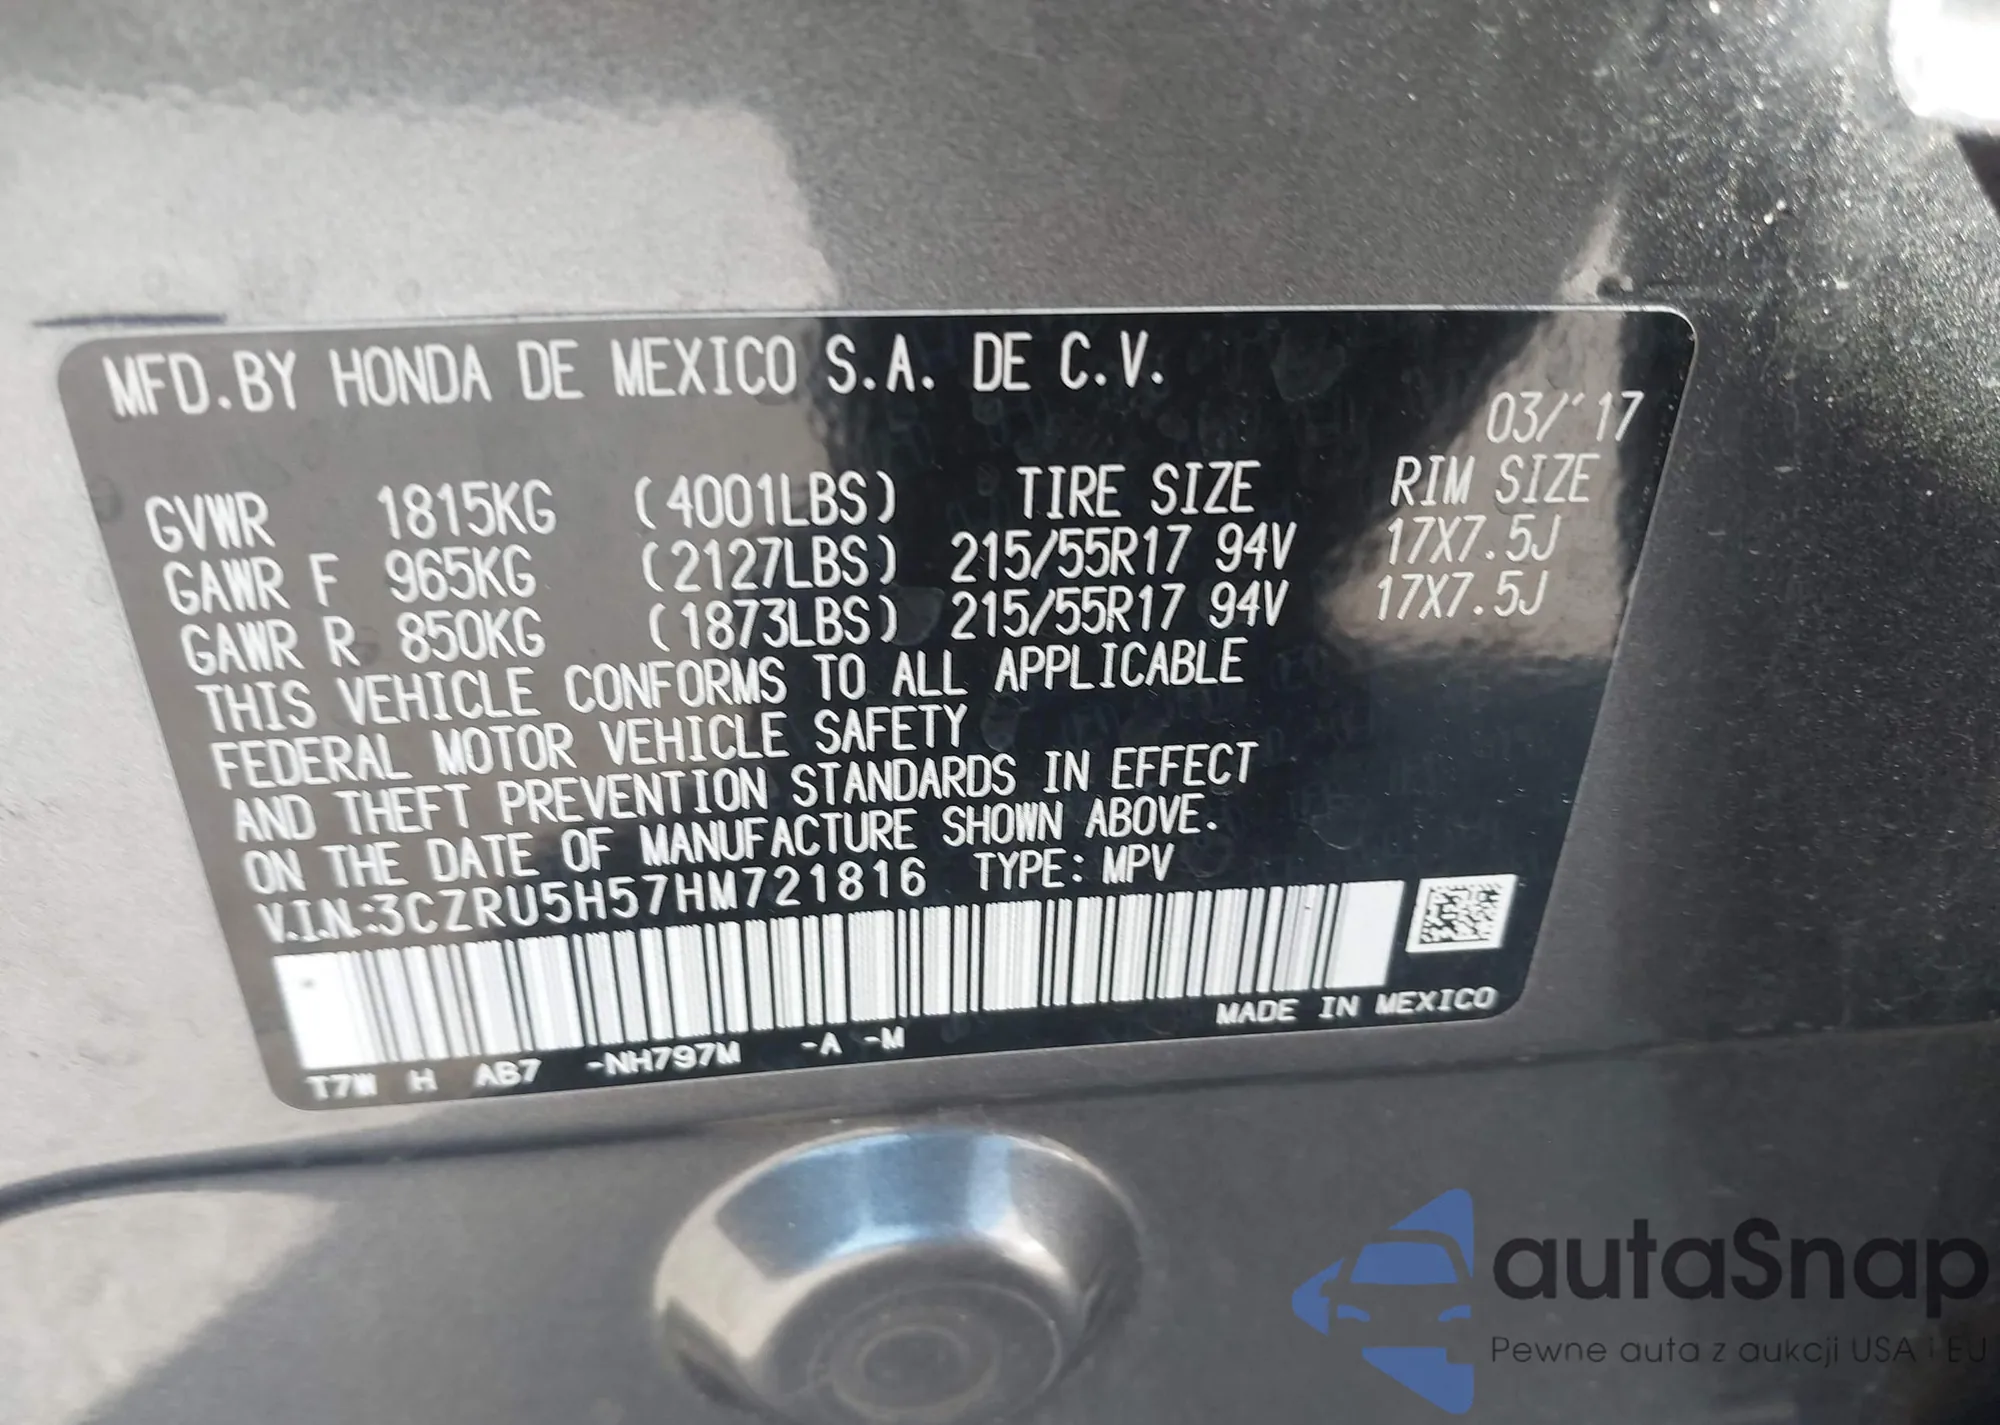 MFD.BY HONDA DE MEXICO S.A. DE C.V.
03/'17
GVWR 1815KG (4001LBS) TIRE SIZE RIM SIZE
GAWR F 965KG (2127LBS) 215/55R17 94V 17X7.5J
GAWR R 850KG (1873LBS) 215/55R17 94V 17X7.5J
THIS VEHICLE CONFORMS TO ALL APPLICABLE
FEDERAL MOTOR VEHICLE SAFETY
AND THEFT PREVENTION STANDARDS IN EFFECT
ON THE DATE OF MANUFACTURE SHOWN ABOVE.
V.I.N.:3CZRU5H57HM721816 TYPE: MPV
MADE IN MEXICO
T7W H AB7 -NH797M -A -M
autaSnap
Pewne auta z aukcji USA i EU